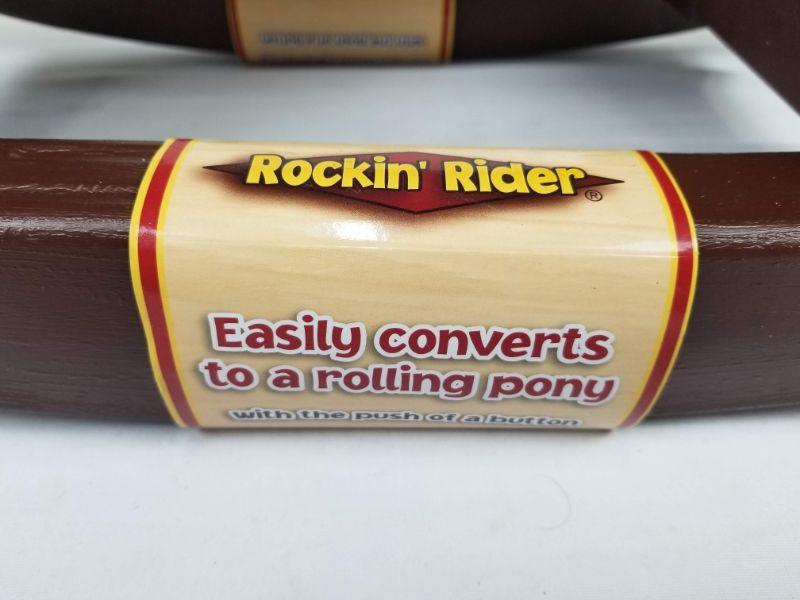 Rockin' Rider®
Easily converts
to a rolling pony
with the push of a button